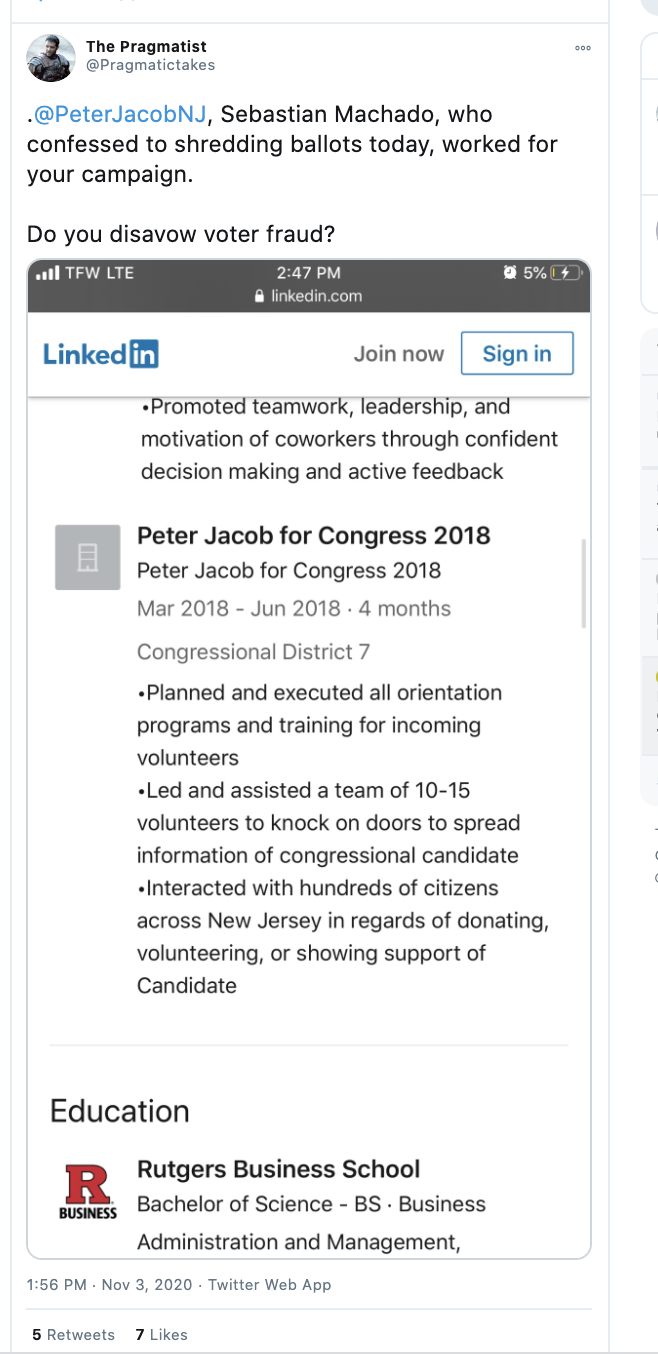 The Pragmatist
@Pragmatictakes
.@PeterJacobNJ, Sebastian Machado, who
confessed to shredding ballots today, worked for
your campaign.
Do you disavow voter fraud?
TFW LTE 2:47 PM 5%
linkedin.com
Linked in Join now Sign in
•Promoted teamwork, leadership, and
motivation of coworkers through confident
decision making and active feedback
Peter Jacob for Congress 2018
Peter Jacob for Congress 2018
Mar 2018 - Jun 2018 · 4 months
Congressional District 7
•Planned and executed all orientation
programs and training for incoming
volunteers
•Led and assisted a team of 10-15
volunteers to knock on doors to spread
information of congressional candidate
•Interacted with hundreds of citizens
across New Jersey in regards of donating,
volunteering, or showing support of
Candidate
Education
R
BUSINESS
Rutgers Business School
Bachelor of Science - BS · Business
Administration and Management,
1:56 PM · Nov 3, 2020 · Twitter Web App
5 Retweets 7 Likes